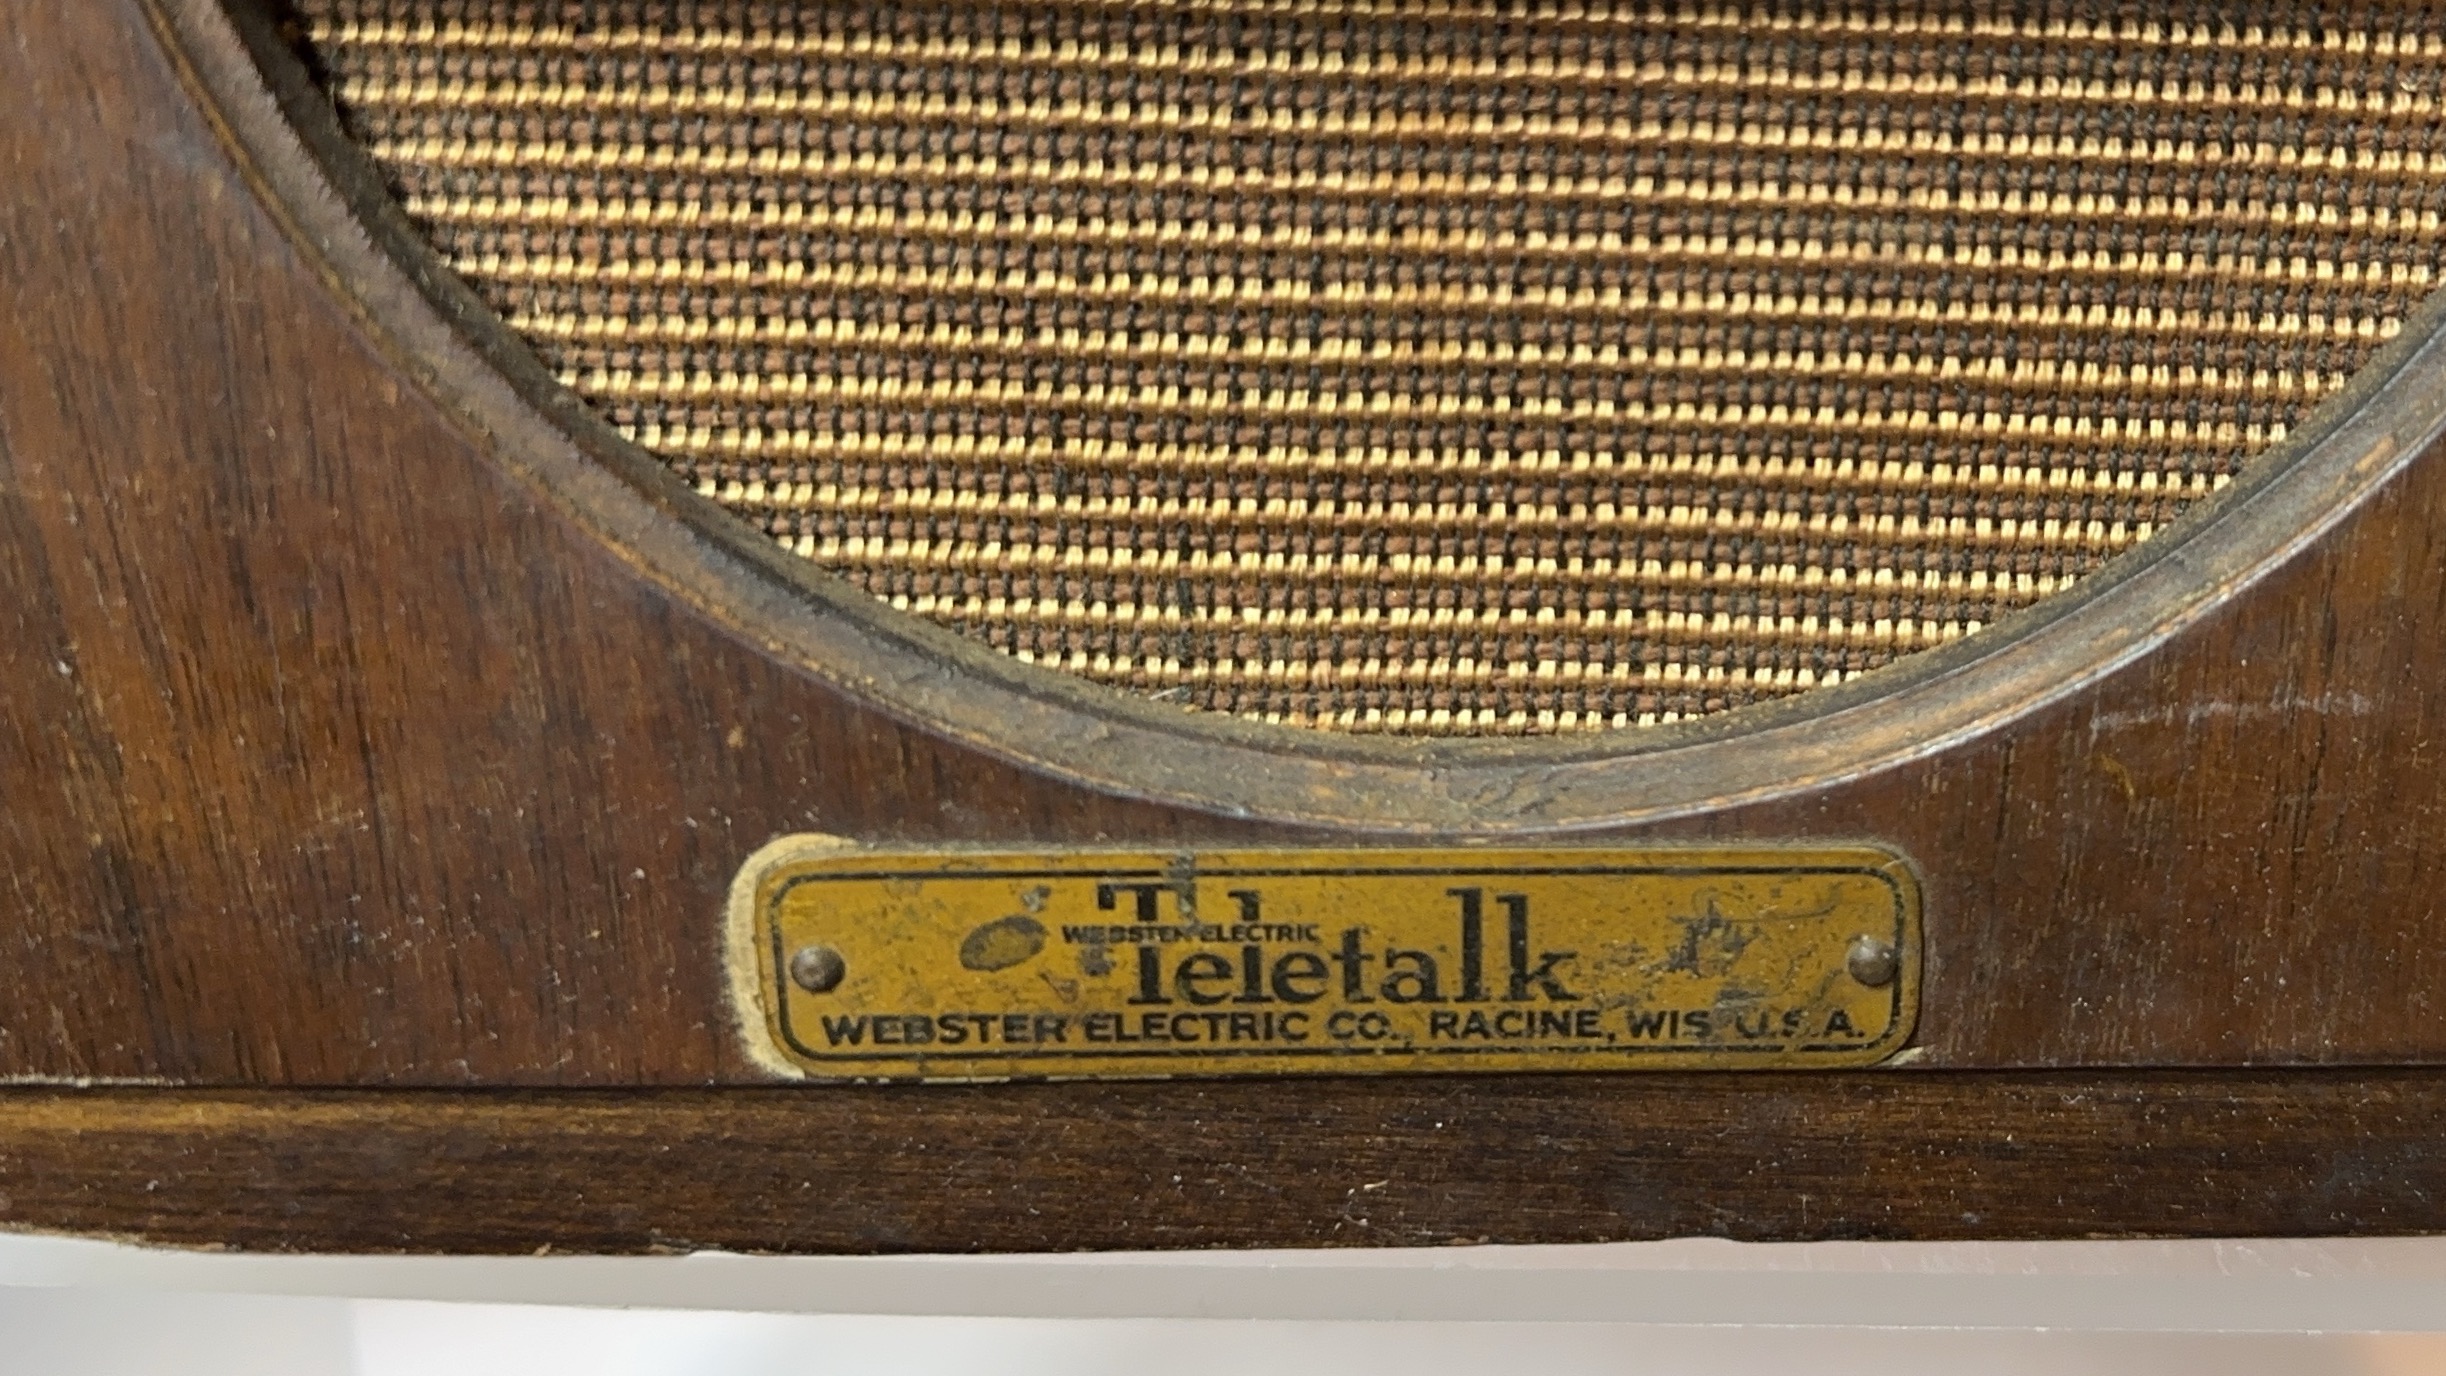 WEBSTER ELECTRIC
Teletalk
WEBSTER ELECTRIC CO., RACINE, WIS. U.S.A.